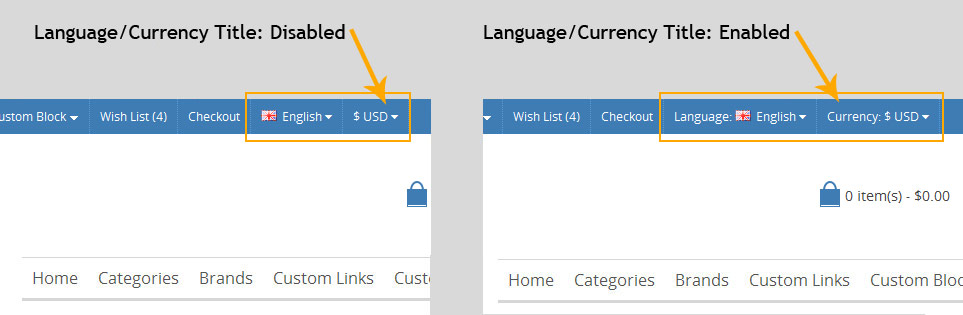 Language/Currency Title: Disabled
ustom Block Wish List (4) Checkout English $ USD
Home Categories Brands Custom Links Custo
Language/Currency Title: Enabled
Wish List (4) Checkout Language: English Currency: $ USD
0 item(s) - $0.00
Home Categories Brands Custom Links Custom Bloc